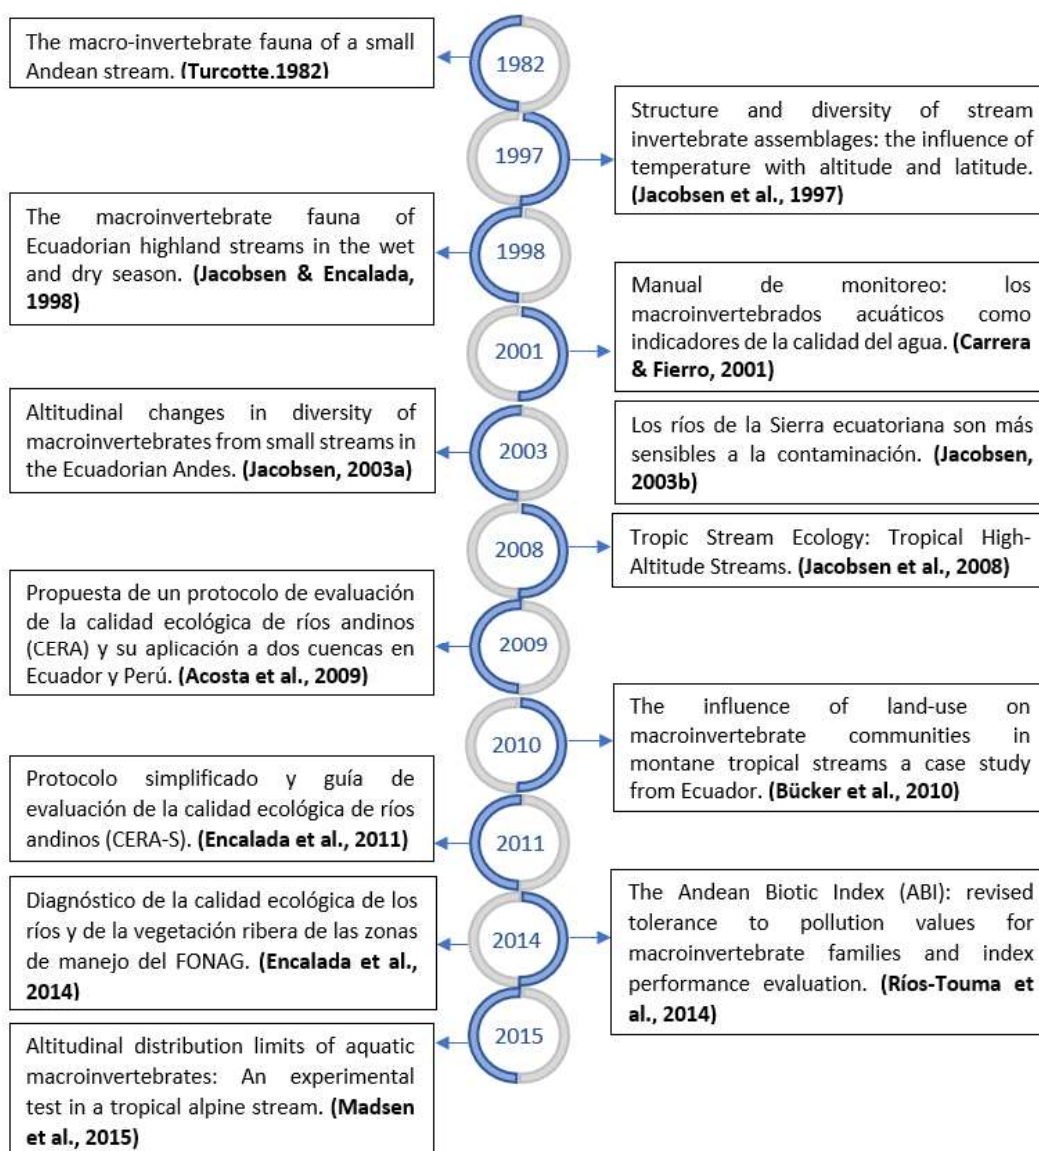 The macro-invertebrate fauna of a small
Andean stream. (Turcotte.1982)
1982
Structure and diversity of stream
invertebrate assemblages: the influence of
temperature with altitude and latitude.
(Jacobsen et al., 1997)
1997
The macroinvertebrate fauna of
Ecuadorian highland streams in the wet
and dry season. (Jacobsen & Encalada,
1998)
1998
Manual de monitoreo: los
macroinvertebrados acuáticos como
indicadores de la calidad del agua. (Carrera
& Fierro, 2001)
2001
Altitudinal changes in diversity of
macroinvertebrates from small streams in
the Ecuadorian Andes. (Jacobsen, 2003a)
2003
Los ríos de la Sierra ecuatoriana son más
sensibles a la contaminación. (Jacobsen,
2003b)
2008
Tropic Stream Ecology: Tropical High-
Altitude Streams. (Jacobsen et al., 2008)
Propuesta de un protocolo de evaluación
de la calidad ecológica de ríos andinos
(CERA) y su aplicación a dos cuencas en
Ecuador y Perú. (Acosta et al., 2009)
2009
The influence of land-use on
macroinvertebrate communities in
montane tropical streams a case study
from Ecuador. (Bücker et al., 2010)
2010
Protocolo simplificado y guía de
evaluación de la calidad ecológica de ríos
andinos (CERA-S). (Encalada et al., 2011)
2011
Diagnóstico de la calidad ecológica de los
ríos y de la vegetación ribera de las zonas
de manejo del FONAG. (Encalada et al.,
2014)
2014
The Andean Biotic Index (ABI): revised
tolerance to pollution values for
macroinvertebrate families and index
performance evaluation. (Ríos-Touma et
al., 2014)
2015
Altitudinal distribution limits of aquatic
macroinvertebrates: An experimental
test in a tropical alpine stream. (Madsen
et al., 2015)